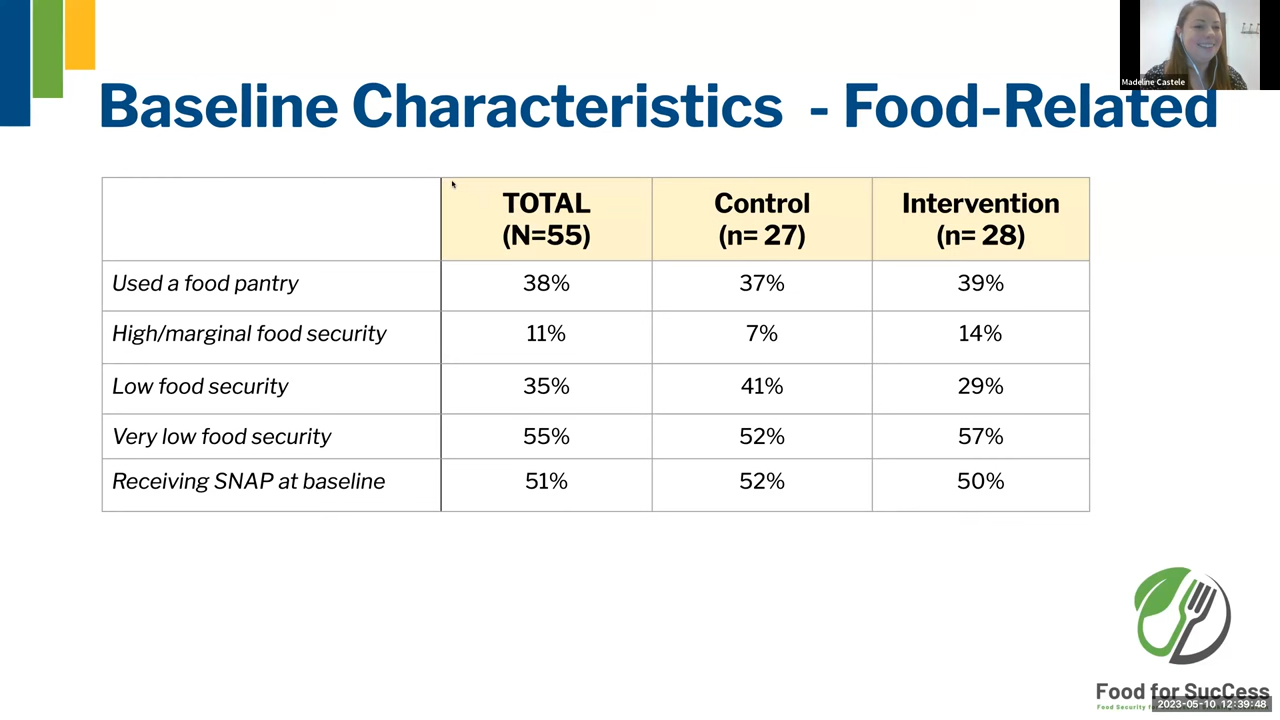 Madeline Castele
Baseline Characteristics - Food-Related
TOTAL (N=55) Control (n= 27) Intervention (n= 28)
Used a food pantry 38% 37% 39%
High/marginal food security 11% 7% 14%
Low food security 35% 41% 29%
Very low food security 55% 52% 57%
Receiving SNAP at baseline 51% 52% 50%
Food for SucCess
Food Security
2023-05-10 12:39:48